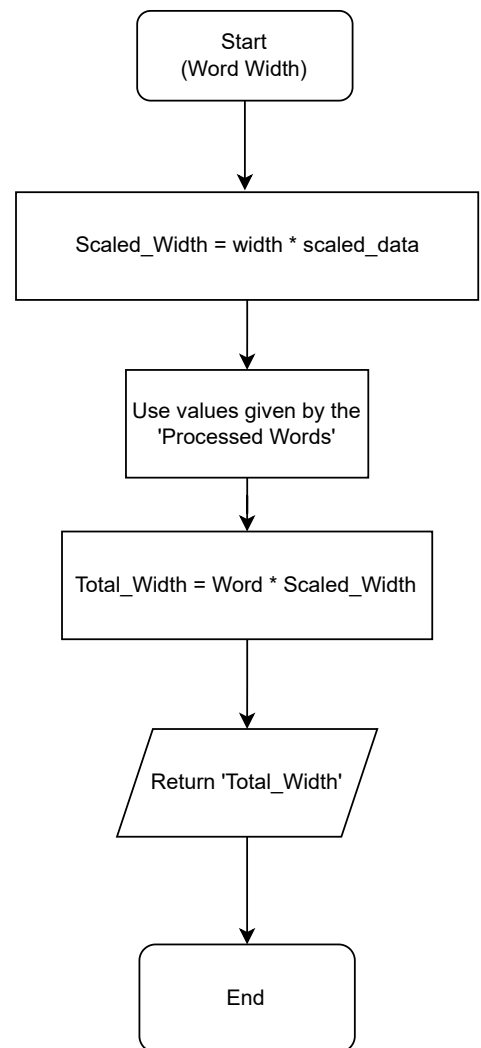 Start
(Word Width)
Scaled_Width = width * scaled_data
Use values given by the
'Processed Words'
Total_Width = Word * Scaled_Width
Return 'Total_Width'
End